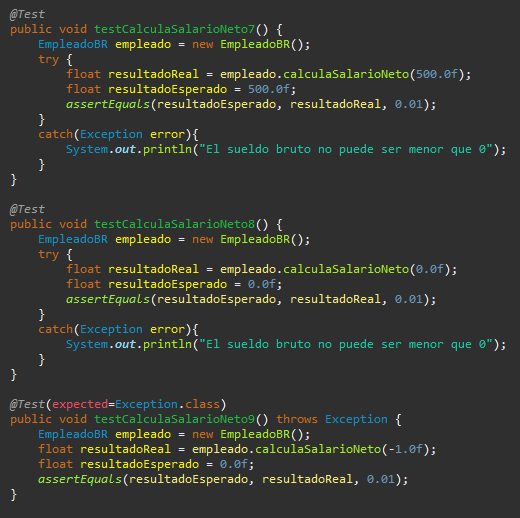 @Test
public void testCalculaSalarioNeto7() {
    EmpleadoBR empleado = new EmpleadoBR();
    try {
        float resultadoReal = empleado.calculaSalarioNeto(500.0f);
        float resultadoEsperado = 500.0f;
        assertEquals(resultadoEsperado, resultadoReal, 0.01);
    }
    catch(Exception error){
        System.out.println("El sueldo bruto no puede ser menor que 0");
    }
}
@Test
public void testCalculaSalarioNeto8() {
    EmpleadoBR empleado = new EmpleadoBR();
    try {
        float resultadoReal = empleado.calculaSalarioNeto(0.0f);
        float resultadoEsperado = 0.0f;
        assertEquals(resultadoEsperado, resultadoReal, 0.01);
    }
    catch(Exception error){
        System.out.println("El sueldo bruto no puede ser menor que 0");
    }
}
@Test(expected=Exception.class)
public void testCalculaSalarioNeto9() throws Exception {
    EmpleadoBR empleado = new EmpleadoBR();
    float resultadoReal = empleado.calculaSalarioNeto(-1.0f);
    float resultadoEsperado = 0.0f;
    assertEquals(resultadoEsperado, resultadoReal, 0.01);
}